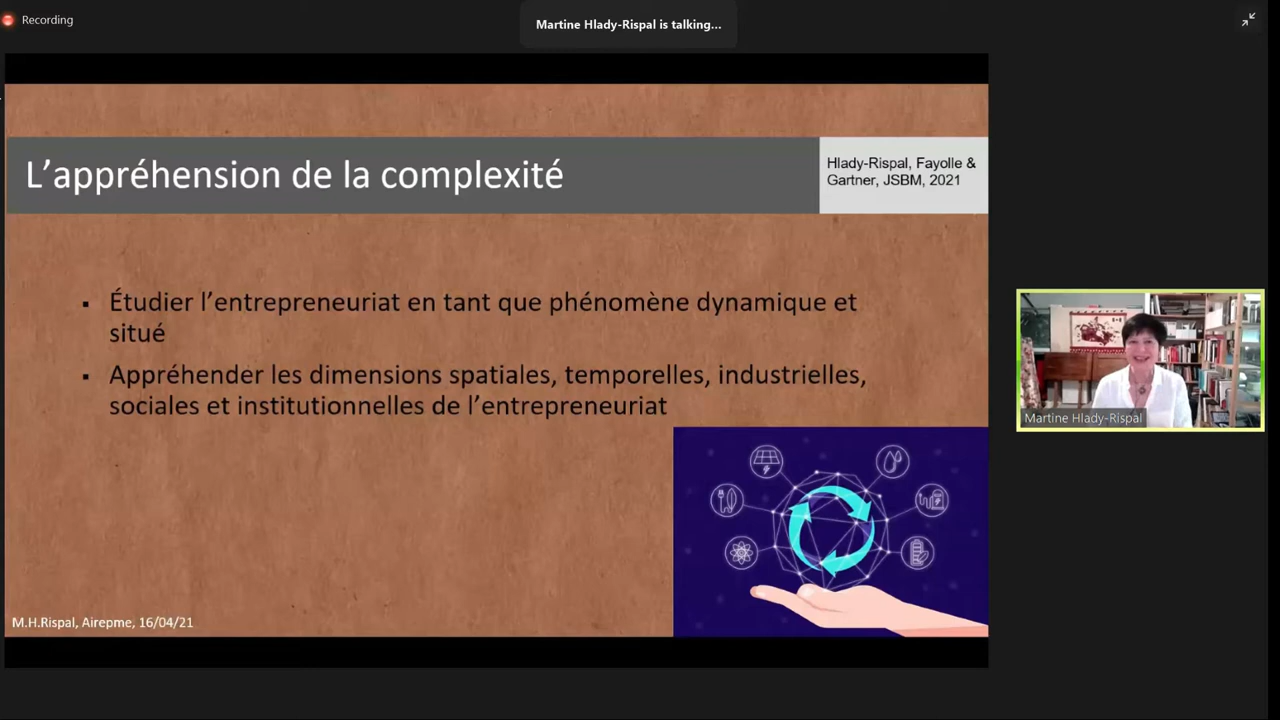 Recording
Martine Hlady-Rispal is talking...
L’appréhension de la complexité
Hlady-Rispal, Fayolle &
Gartner, JSBM, 2021
▪ Étudier l’entrepreneuriat en tant que phénomène dynamique et
situé
▪ Appréhender les dimensions spatiales, temporelles, industrielles,
sociales et institutionnelles de l’entrepreneuriat
Martine Hlady-Rispal
M.H.Rispal, Airepme, 16/04/21